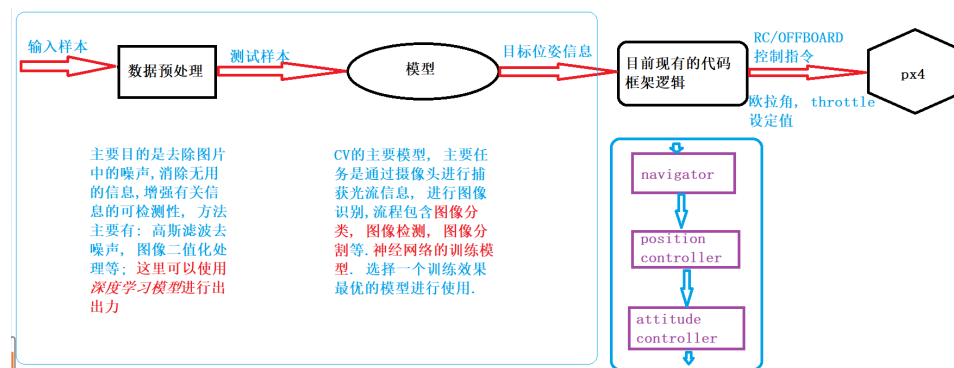 输入样本
数据预处理
测试样本
模型
目标位姿信息
目前现有的代码
框架逻辑
RC/OFFBOARD
控制指令
欧拉角, throttle
设定值
px4
主要目的是去除图片
中的噪声,消除无用
的信息,增强有关信
息的可检测性, 方法
主要有: 高斯滤波去
噪声, 图像二值化处
理等; 这里可以使用
深度学习模型进行出
出力
CV的主要模型, 主要任
务是通过摄像头进行捕
获光流信息, 进行图像
识别,流程包含图像分
类, 图像检测, 图像分
割等.神经网络的训练模
型. 选择一个训练效果
最优的模型进行使用.
navigator
position
controller
attitude
controller